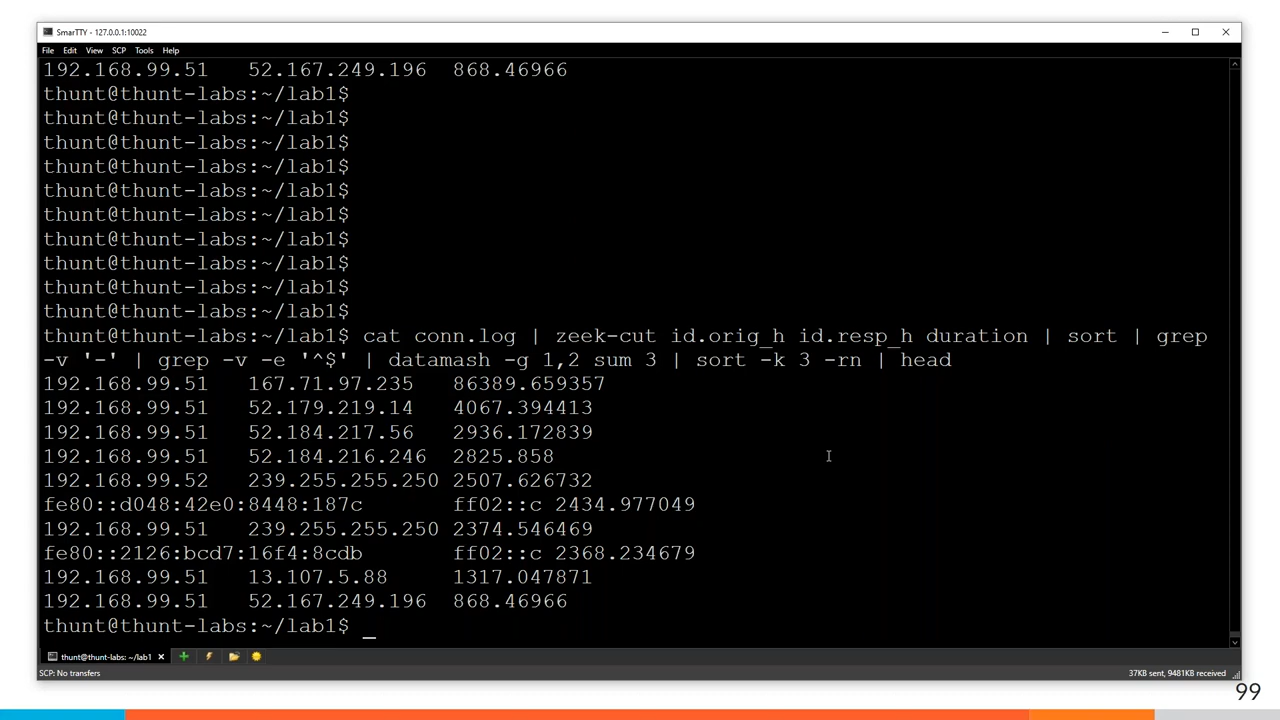 SmarTTY - 127.0.0.1:10022
File Edit View SCP Tools Help
192.168.99.51 52.167.249.196 868.46966
thunt@thunt-labs:~/lab1$
thunt@thunt-labs:~/lab1$
thunt@thunt-labs:~/lab1$
thunt@thunt-labs:~/lab1$
thunt@thunt-labs:~/lab1$
thunt@thunt-labs:~/lab1$
thunt@thunt-labs:~/lab1$
thunt@thunt-labs:~/lab1$
thunt@thunt-labs:~/lab1$
thunt@thunt-labs:~/lab1$
thunt@thunt-labs:~/lab1$ cat conn.log | zeek-cut id.orig_h id.resp_h duration | sort | grep
-v '-' | grep -v -e '^$' | datamash -g 1,2 sum 3 | sort -k 3 -rn | head
192.168.99.51 167.71.97.235 86389.659357
192.168.99.51 52.179.219.14 4067.394413
192.168.99.51 52.184.217.56 2936.172839
192.168.99.51 52.184.216.246 2825.858
192.168.99.52 239.255.255.250 2507.626732
fe80::d048:42e0:8448:187c ff02::c 2434.977049
192.168.99.51 239.255.255.250 2374.546469
fe80::2126:bcd7:16f4:8cdb ff02::c 2368.234679
192.168.99.51 13.107.5.88 1317.047871
192.168.99.51 52.167.249.196 868.46966
thunt@thunt-labs:~/lab1$ _
thunt@thunt-labs: ~/lab1
SCP: No transfers 37KB sent, 9481KB received
99